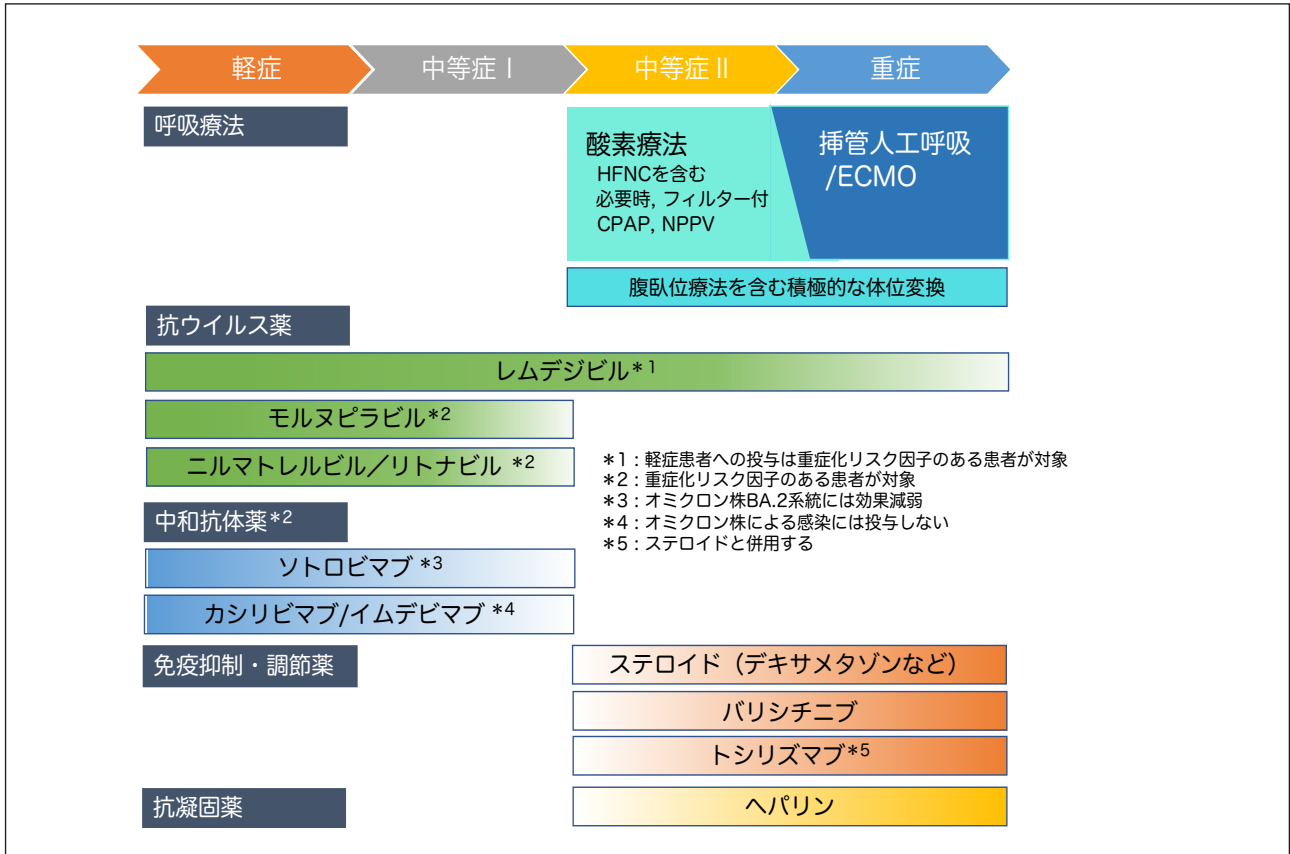 軽症
中等症Ⅰ
中等症Ⅱ
重症
呼吸療法
酸素療法
HFNCを含む
必要時, フィルター付
CPAP, NPPV
挿管人工呼吸
/ECMO
腹臥位療法を含む積極的な体位変換
抗ウイルス薬
レムデジビル*1
モルヌピラビル*2
ニルマトレルビル／リトナビル *2
*1：軽症患者への投与は重症化リスク因子のある患者が対象
*2：重症化リスク因子のある患者が対象
*3：オミクロン株BA.2系統には効果減弱
*4：オミクロン株による感染には投与しない
*5：ステロイドと併用する
中和抗体薬*2
ソトロビマブ *3
カシリビマブ/イムデビマブ *4
免疫抑制・調節薬
ステロイド（デキサメタゾンなど）
バリシチニブ
トシリズマブ*5
抗凝固薬
ヘパリン